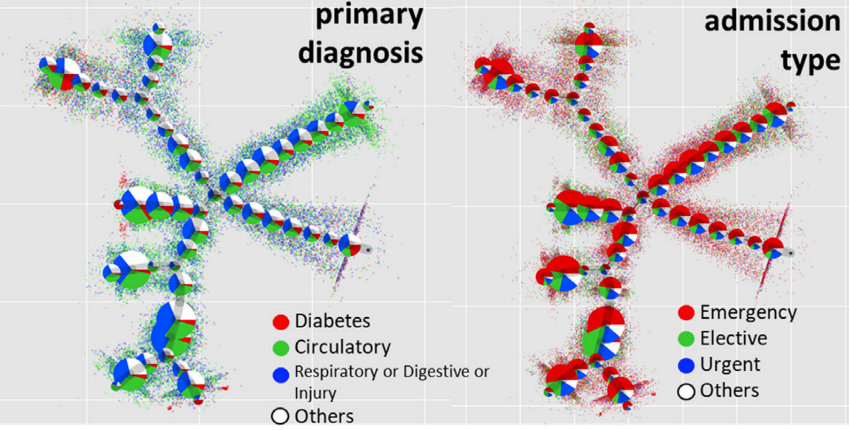 primary
diagnosis
Diabetes
Circulatory
Respiratory or Digestive or
Injury
Others
admission
type
Emergency
Elective
Urgent
Others